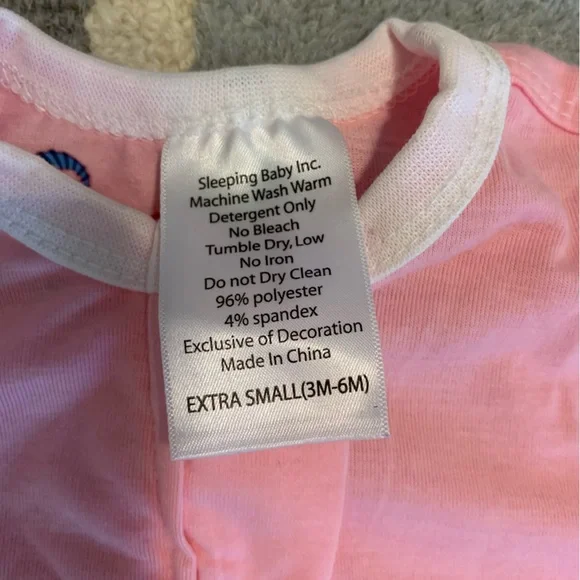 Sleeping Baby Inc.
Machine Wash Warm
Detergent Only
No Bleach
Tumble Dry, Low
No Iron
Do not Dry Clean
96% polyester
4% spandex
Exclusive of Decoration
Made In China
EXTRA SMALL(3M-6M)